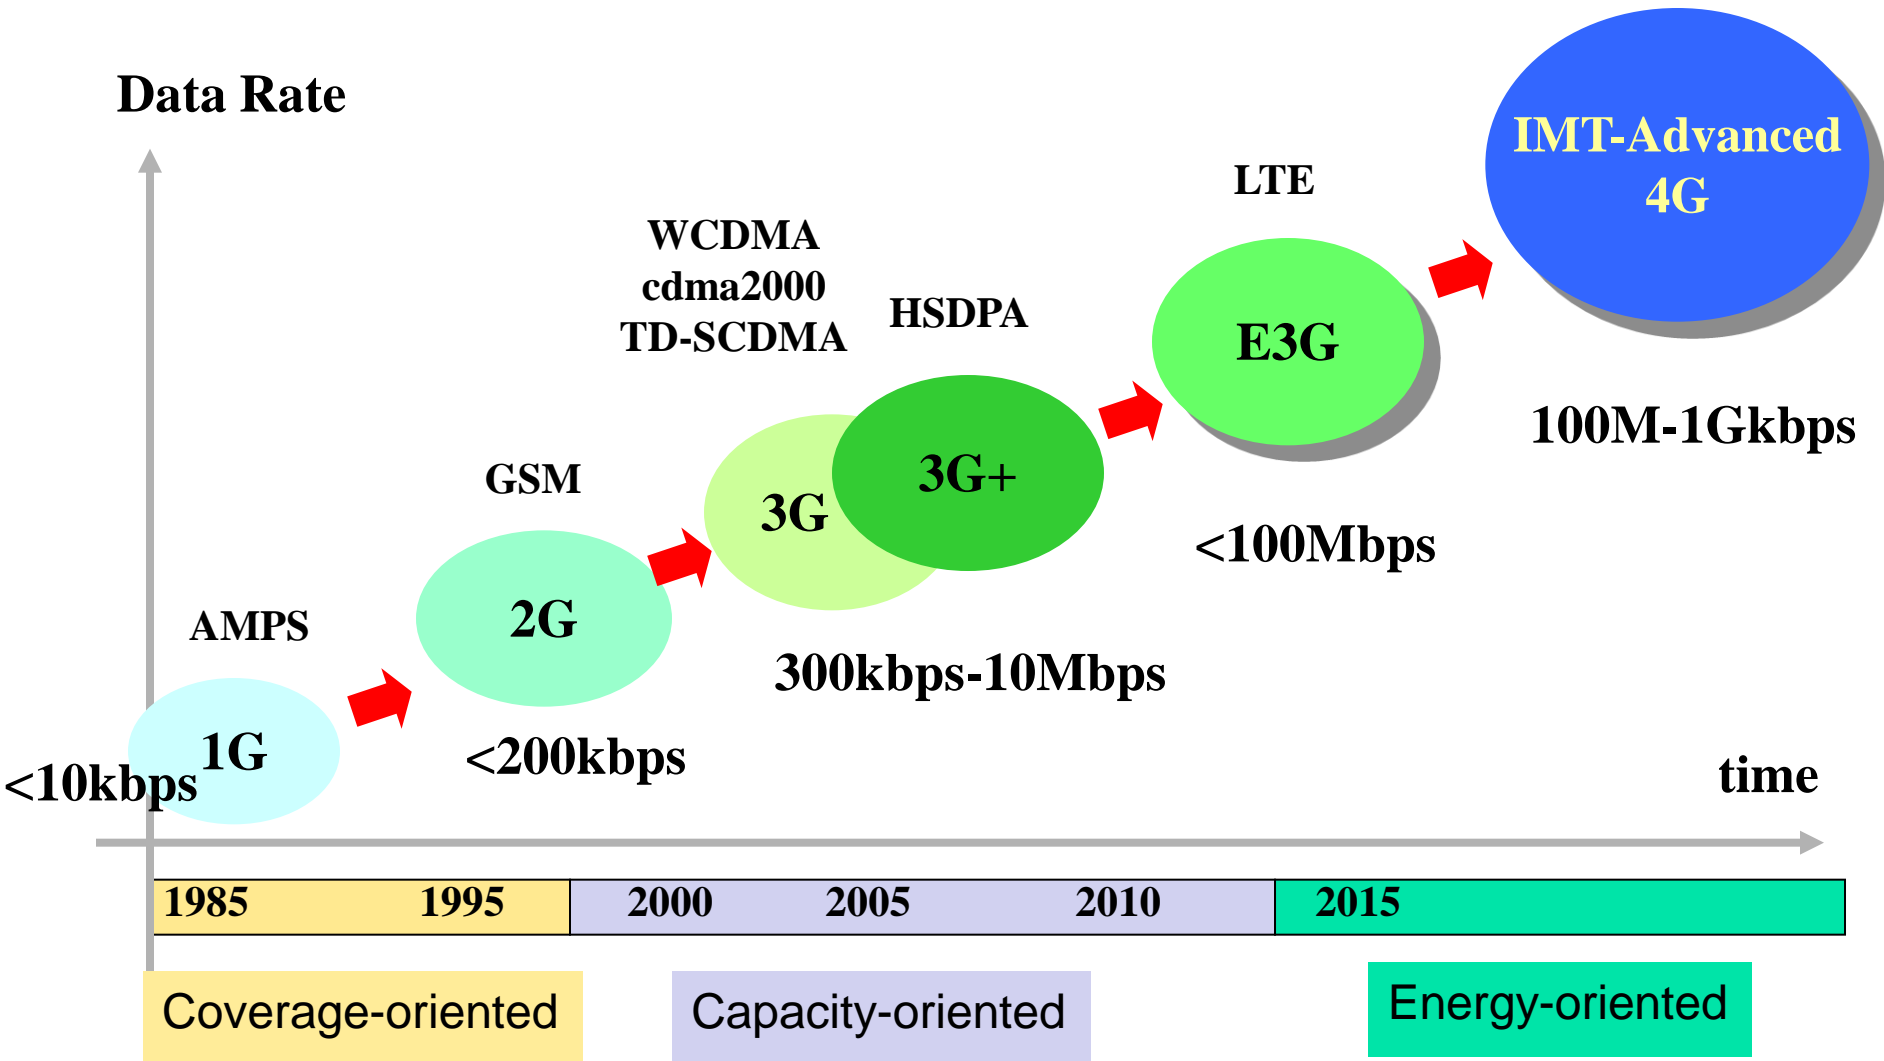 Data Rate
IMT-Advanced
4G
LTE
WCDMA
cdma2000
TD-SCDMA
HSDPA
E3G
100M-1Gkbps
GSM
3G
3G+
<100Mbps
AMPS
2G
300kbps-10Mbps
1G
<10kbps
<200kbps
time
1985 1995 2000 2005 2010 2015
Coverage-oriented
Capacity-oriented
Energy-oriented